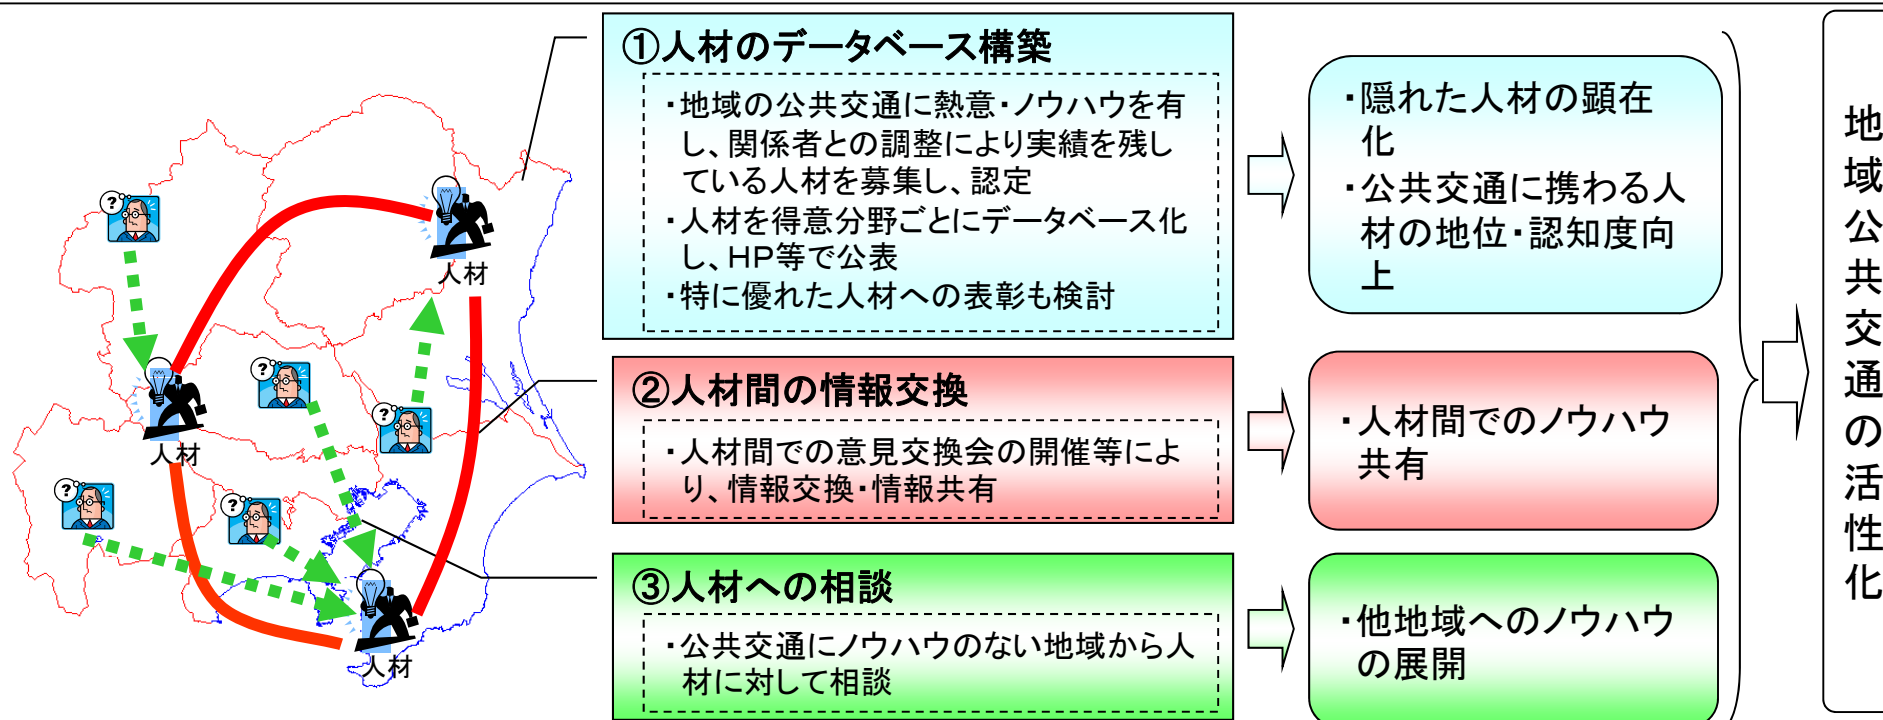 ①人材のデータベース構築
・地域の公共交通に熱意・ノウハウを有
し、関係者との調整により実績を残し
ている人材を募集し、認定
・人材を得意分野ごとにデータベース化
し、HP等で公表
・特に優れた人材への表彰も検討
・隠れた人材の顕在
化
・公共交通に携わる人
材の地位・認知度向
上
②人材間の情報交換
・人材間での意見交換会の開催等によ
り、情報交換・情報共有
・人材間でのノウハウ
共有
③人材への相談
・公共交通にノウハウのない地域から人
材に対して相談
・他地域へのノウハウ
の展開
地域公共交通の活性化
?
人材
?
?
人材
?
?
人材